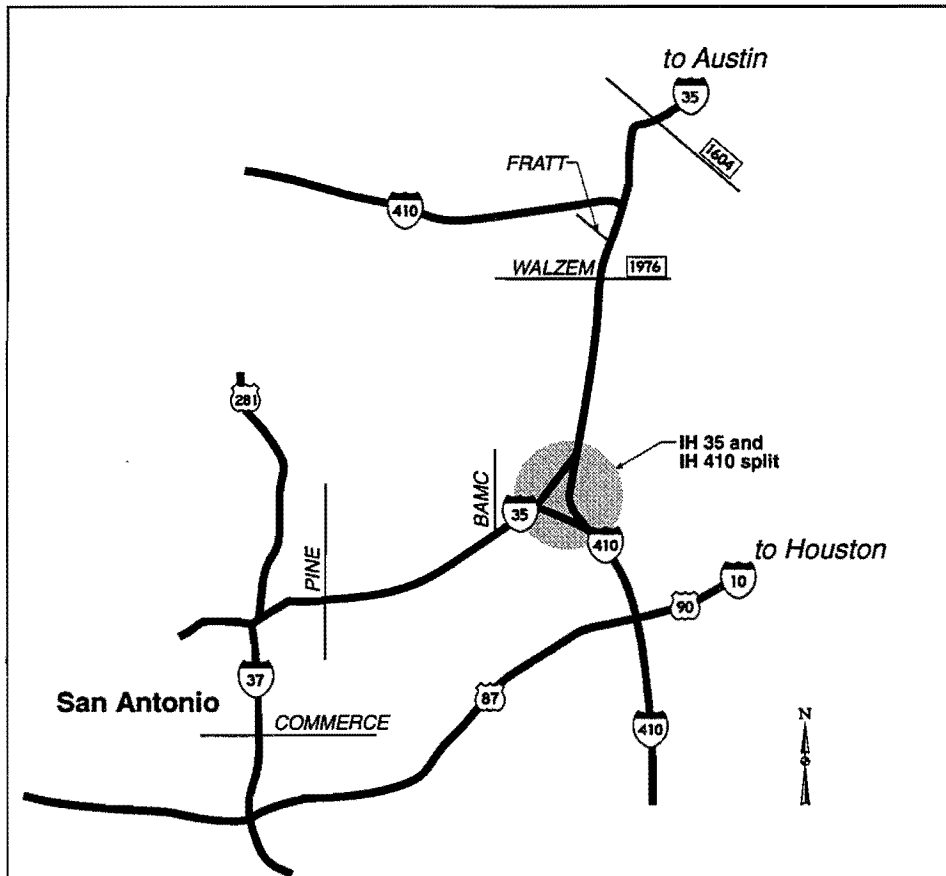 to Austin
35
1604
FRATT
410
WALZEM
1976
281
IH 35 and
IH 410 split
BAMC
35
410
to Houston
PINE
10
90
37
San Antonio
87
COMMERCE
410
N